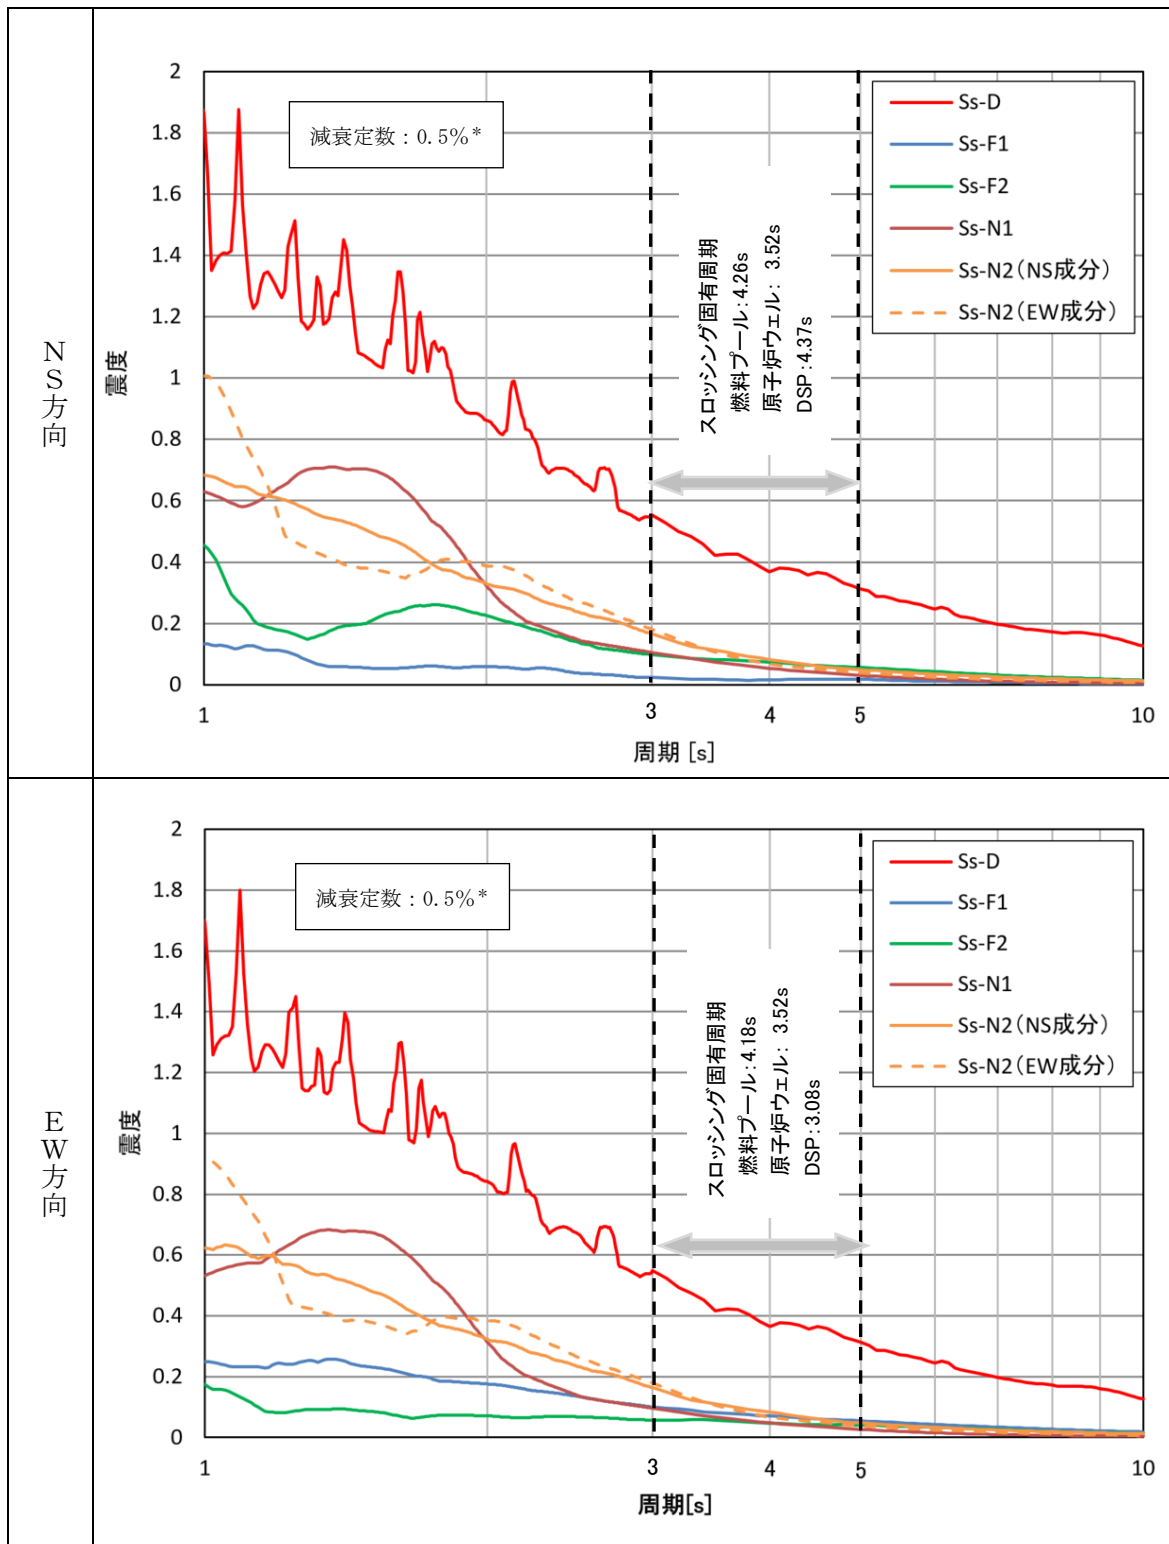 NS方向
2
1.8
1.6
1.4
1.2
1
0.8
0.6
0.4
0.2
0
震度
減衰定数：0.5%*
スロッシング固有周期
燃料プール：4.26s
原子炉ウェル： 3.52s
DSP：4.37s
Ss-D
Ss-F1
Ss-F2
Ss-N1
Ss-N2（NS成分）
Ss-N2（EW成分）
1
3
4
5
10
周期 [s]
EW方向
2
1.8
1.6
1.4
1.2
1
0.8
0.6
0.4
0.2
0
震度
減衰定数：0.5%*
スロッシング固有周期
燃料プール：4.18s
原子炉ウェル： 3.52s
DSP：3.08s
Ss-D
Ss-F1
Ss-F2
Ss-N1
Ss-N2（NS成分）
Ss-N2（EW成分）
1
3
4
5
10
周期[s]